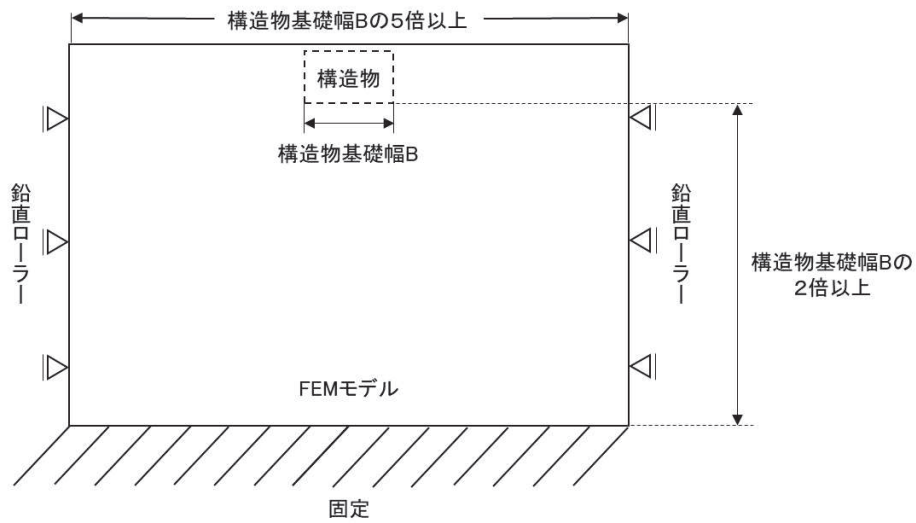 構造物基礎幅Bの5倍以上
構造物
構造物基礎幅B
鉛直ローラー
鉛直ローラー
構造物基礎幅Bの
2倍以上
FEMモデル
固定